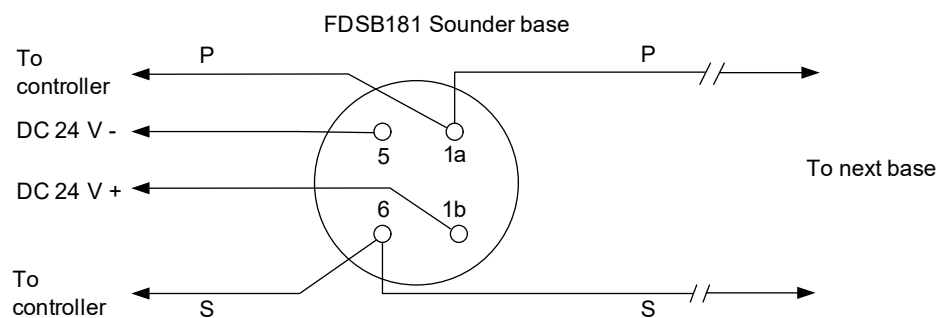 FDSB181 Sounder base
To
controller
P
P
DC 24 V -
5
1a
To next base
DC 24 V +
6
1b
To
controller
S
S